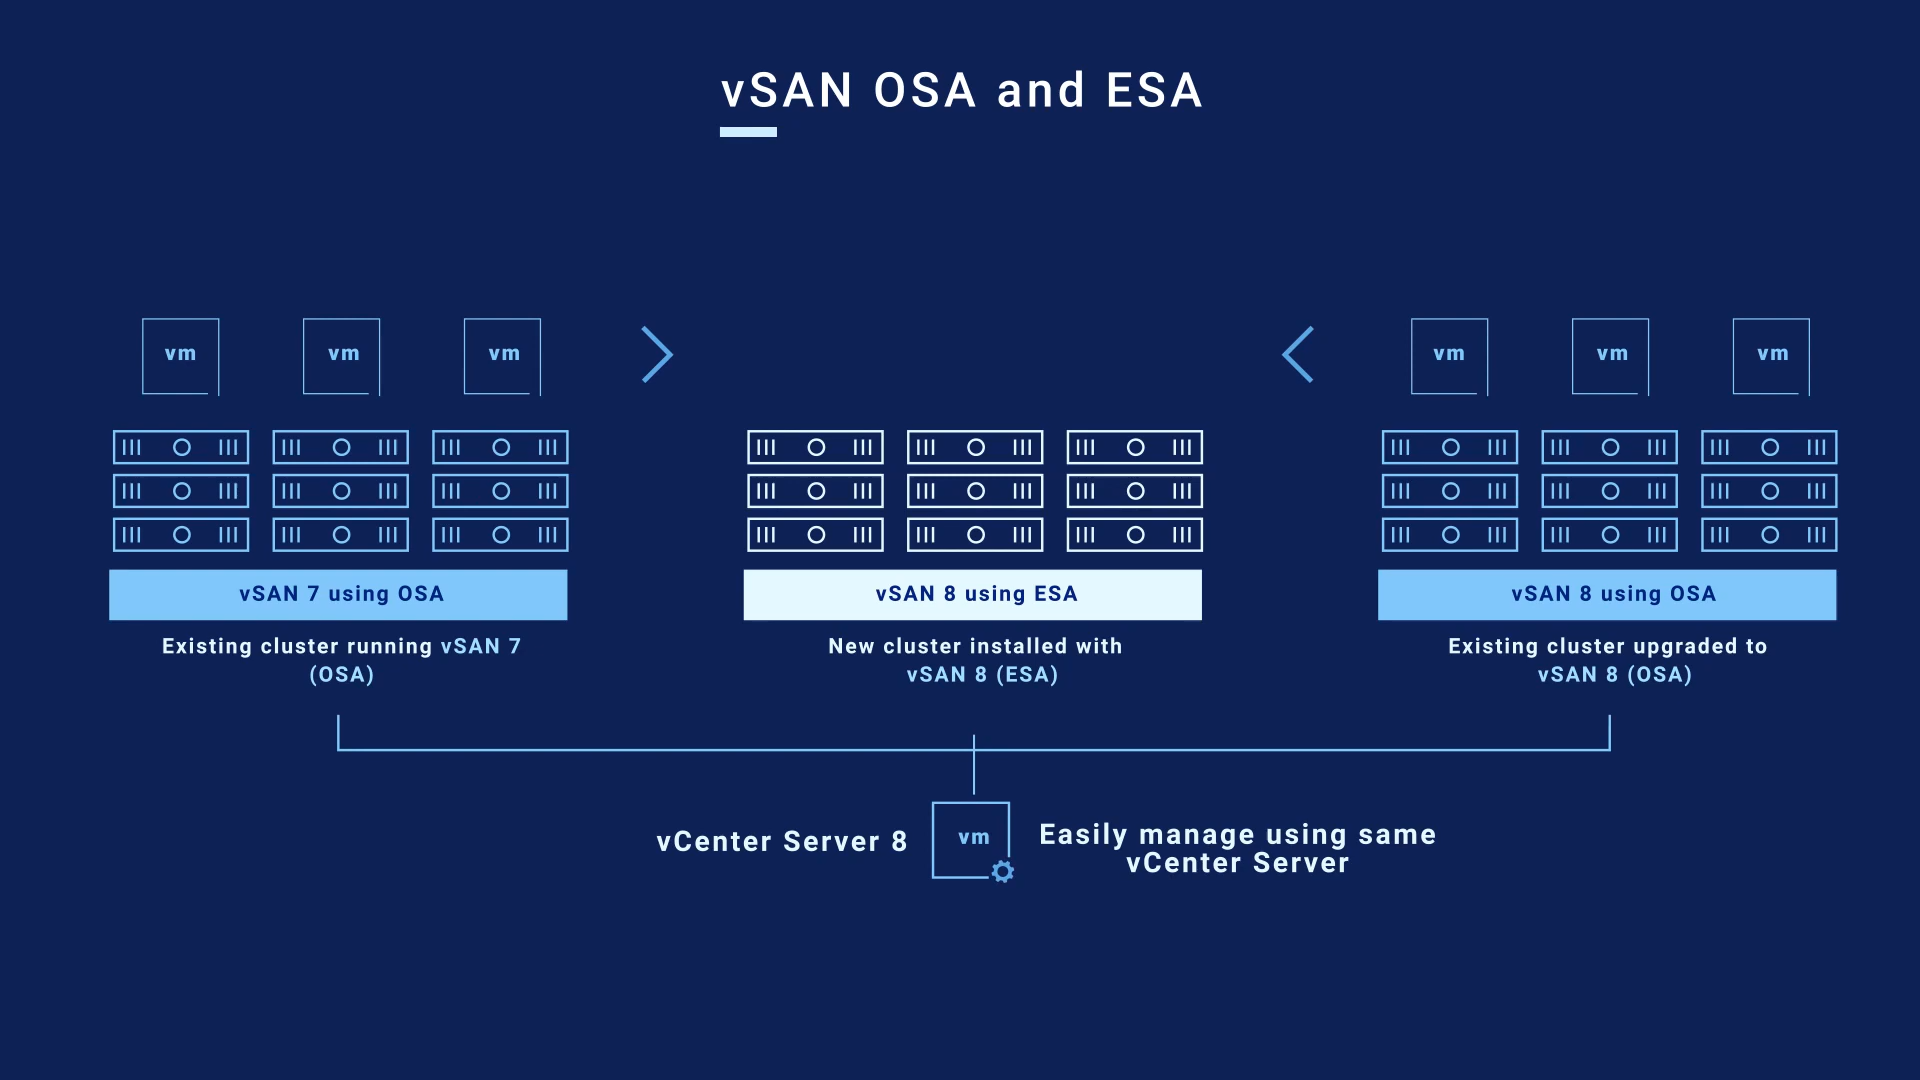 vSAN OSA and ESA
vm vm vm vm vm vm
vSAN 7 using OSA
Existing cluster running vSAN 7
(OSA)
vSAN 8 using ESA
New cluster installed with
vSAN 8 (ESA)
vSAN 8 using OSA
Existing cluster upgraded to
vSAN 8 (OSA)
vCenter Server 8
vm
Easily manage using same
vCenter Server